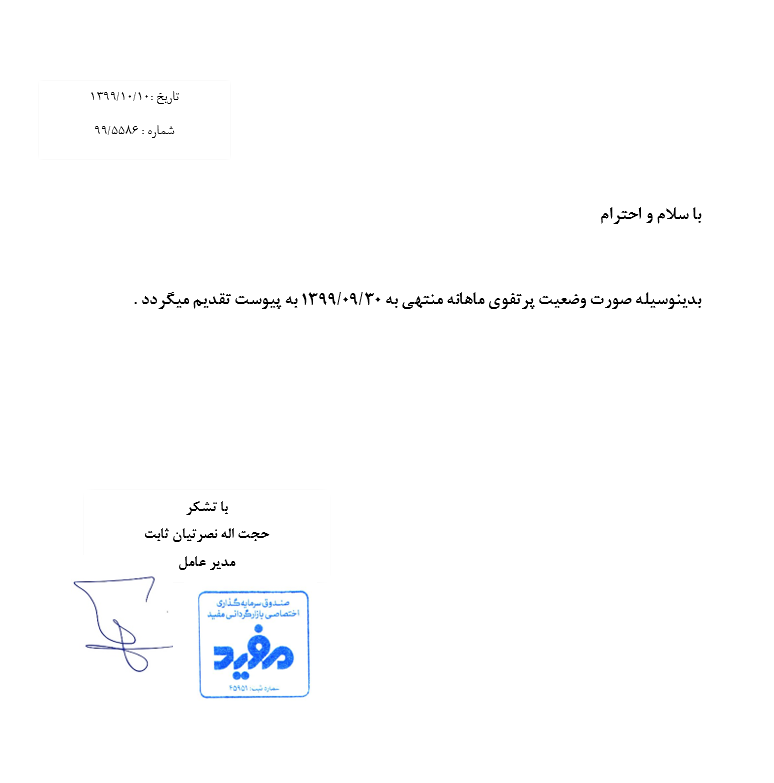 تاریخ : ۱۳۹۹/۱۰/۱۰
شماره : ۹۹/۵۵۸۶
با سلام و احترام
بدینوسیله صورت وضعیت پرتفوی ماهانه منتهی به ۱۳۹۹/۰۹/۳۰ به پیوست تقدیم میگردد .
با تشکر
حجت اله نصرتیان ثابت
مدیر عامل
صندوق سرمایه‌گذاری
اختصاصی بازارگردانی مفید
مفید
شماره ثبت: ۴۵۹۵۱